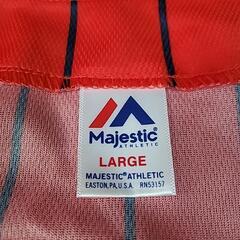 Majestic
ATHLETIC
LARGE
MAJESTIC® ATHLETIC
EASTON, PA, U.S.A. RN53157